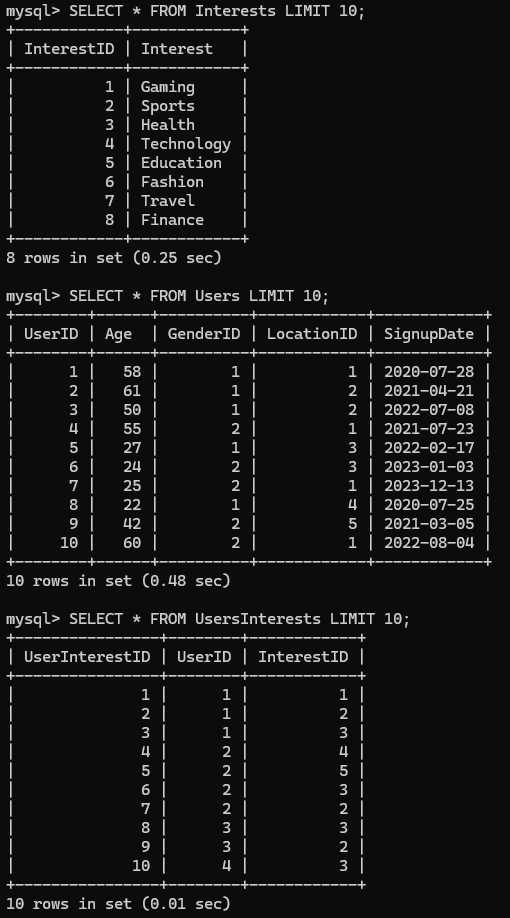 mysql> SELECT * FROM Interests LIMIT 10;
+------------+------------+
| InterestID | Interest   |
+------------+------------+
|          1 | Gaming     |
|          2 | Sports     |
|          3 | Health     |
|          4 | Technology |
|          5 | Education  |
|          6 | Fashion    |
|          7 | Travel     |
|          8 | Finance    |
+------------+------------+
8 rows in set (0.25 sec)

mysql> SELECT * FROM Users LIMIT 10;
+--------+------+----------+------------+------------+
| UserID | Age  | GenderID | LocationID | SignupDate |
+--------+------+----------+------------+------------+
|      1 |   58 |        1 |          1 | 2020-07-28 |
|      2 |   61 |        1 |          2 | 2021-04-21 |
|      3 |   50 |        1 |          2 | 2022-07-08 |
|      4 |   55 |        2 |          1 | 2021-07-23 |
|      5 |   27 |        1 |          3 | 2022-02-17 |
|      6 |   24 |        2 |          3 | 2023-01-03 |
|      7 |   25 |        2 |          1 | 2023-12-13 |
|      8 |   22 |        1 |          4 | 2020-07-25 |
|      9 |   42 |        2 |          5 | 2021-03-05 |
|     10 |   60 |        2 |          1 | 2022-08-04 |
+--------+------+----------+------------+------------+
10 rows in set (0.48 sec)

mysql> SELECT * FROM UsersInterests LIMIT 10;
+----------------+--------+------------+
| UserInterestID | UserID | InterestID |
+----------------+--------+------------+
|              1 |      1 |          1 |
|              2 |      1 |          2 |
|              3 |      1 |          3 |
|              4 |      2 |          4 |
|              5 |      2 |          5 |
|              6 |      2 |          3 |
|              7 |      2 |          2 |
|              8 |      3 |          3 |
|              9 |      3 |          2 |
|             10 |      4 |          3 |
+----------------+--------+------------+
10 rows in set (0.01 sec)